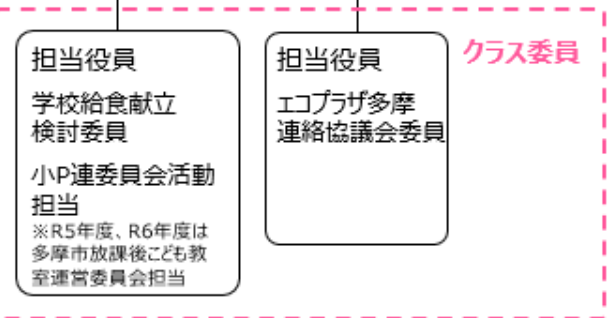 担当役員
学校給食献立
検討委員
小P連委員会活動
担当
※R5年度、R6年度は
多摩市放課後こども教
室運営委員会担当
担当役員
エコプラザ多摩
連絡協議会委員
クラス委員